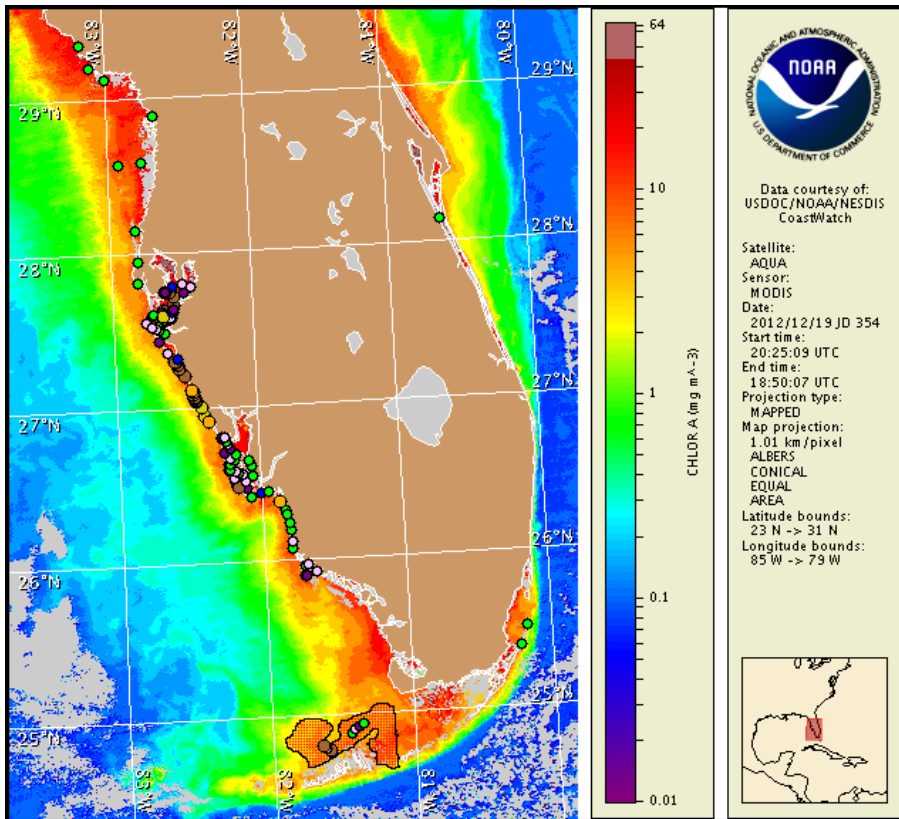 83°W
82°W
81°W
80°W
29°N
29°N
28°N
28°N
27°N
27°N
26°N
26°N
25°N
25°N
83°W
82°W
81°W
64
10
1
0.1
0.01
CHLOR A (mg m^-3)
NATIONAL OCEANIC AND ATMOSPHERIC ADMINISTRATION
NOAA
U.S. DEPARTMENT OF COMMERCE
Data courtesy of:
USDOC/NOAA/NESDIS
CoastWatch
Satellite:
AQUA
Sensor:
MODIS
Date:
2012/12/19 JD 354
Start time:
20:25:09 UTC
End time:
18:50:07 UTC
Projection type:
MAPPED
Map projection:
1.01 km/pixel
ALBERS
CONICAL
EQUAL
AREA
Latitude bounds:
23 N -> 31 N
Longitude bounds:
85 W -> 79 W